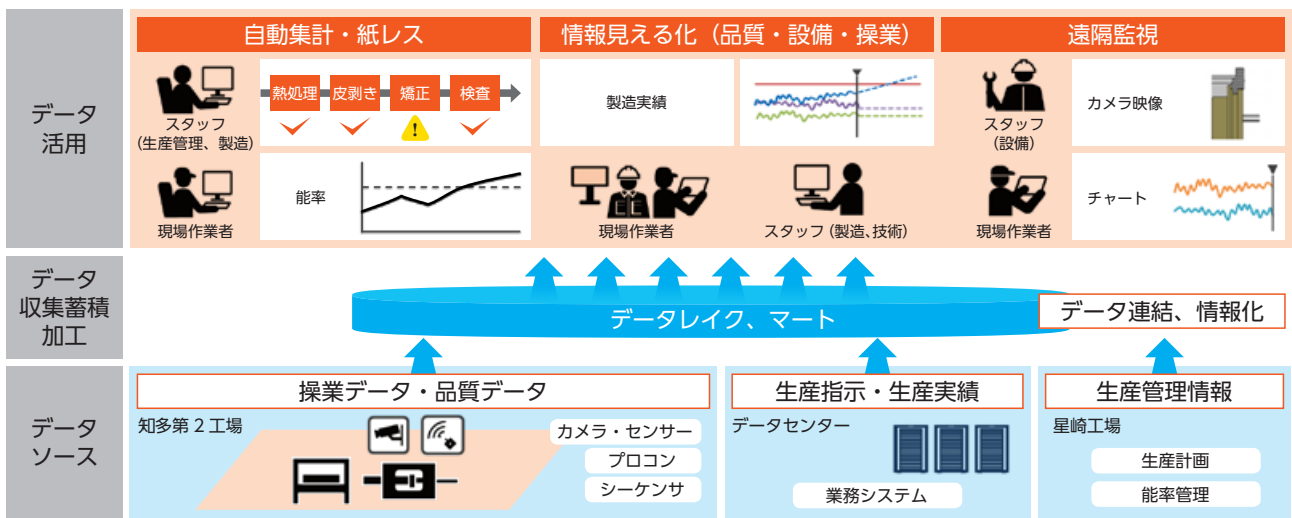 データ
活用
自動集計・紙レス
情報見える化（品質・設備・操業）
遠隔監視
スタッフ
(生産管理、製造)
熱処理
皮剥き
矯正
検査
!
現場作業者
能率
製造実績
現場作業者
スタッフ（製造、技術）
スタッフ
(設備)
カメラ映像
現場作業者
チャート
データ
収集蓄積
加工
データレイク、マート
データ連結、情報化
データ
ソース
操業データ・品質データ
知多第２工場
カメラ・センサー
プロコン
シーケンサ
生産指示・生産実績
データセンター
業務システム
生産管理情報
星崎工場
生産計画
能率管理